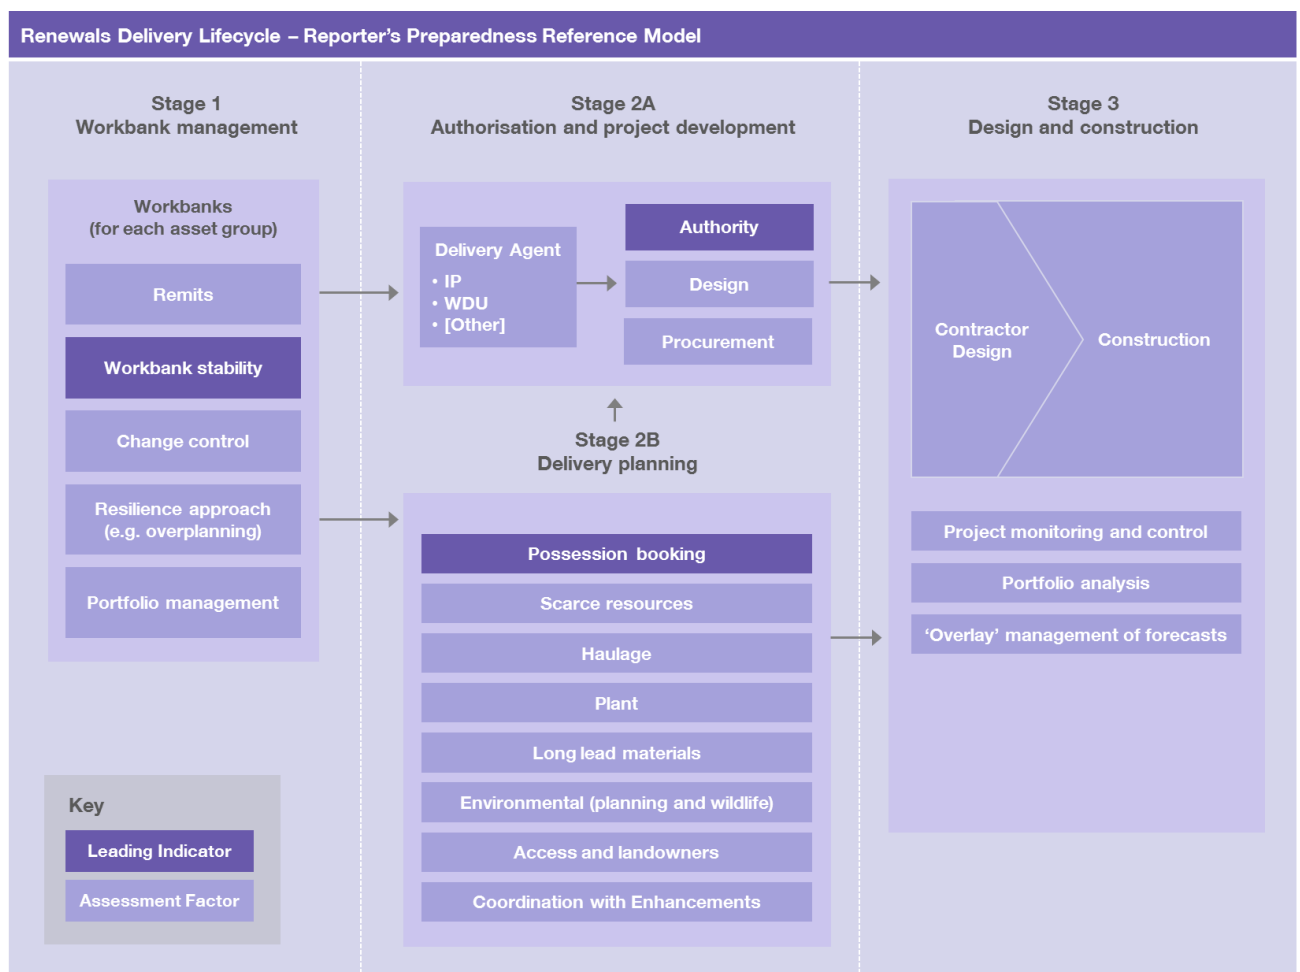 Renewals Delivery Lifecycle – Reporter’s Preparedness Reference Model
Stage 1
Workbank management
Workbanks
(for each asset group)
Remits
Workbank stability
Change control
Resilience approach
(e.g. overplanning)
Portfolio management
Key
Leading Indicator
Assessment Factor
Stage 2A
Authorisation and project development
Delivery Agent
• IP
• WDU
• [Other]
Authority
Design
Procurement
Stage 2B
Delivery planning
Possession booking
Scarce resources
Haulage
Plant
Long lead materials
Environmental (planning and wildlife)
Access and landowners
Coordination with Enhancements
Stage 3
Design and construction
Contractor
Design
Construction
Project monitoring and control
Portfolio analysis
‘Overlay’ management of forecasts